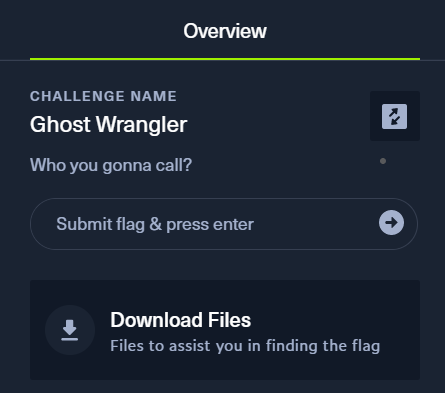 Overview
CHALLENGE NAME
Ghost Wrangler
Who you gonna call?
Submit flag & press enter
Download Files
Files to assist you in finding the flag